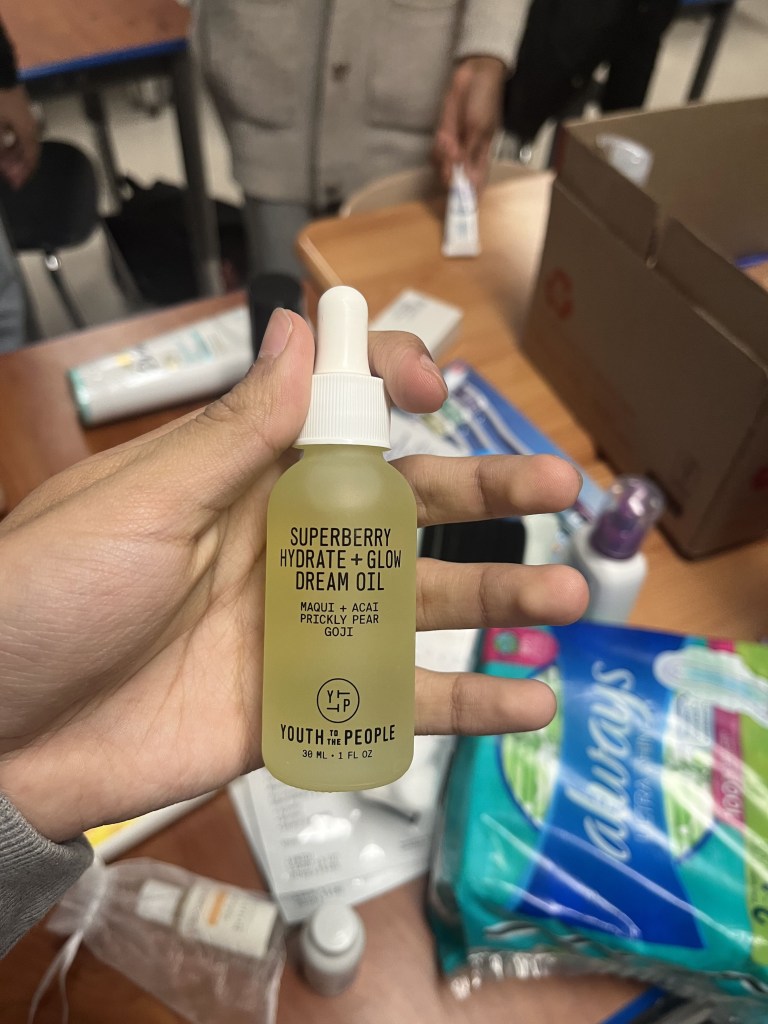 SUPERBERRY
HYDRATE + GLOW
DREAM OIL
MAQUI + ACAI
PRICKLY PEAR
GOJI
Y T
T P
YOUTH TO THE PEOPLE
30 ML • 1 FL OZ
always